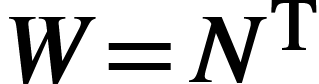 W = N^T